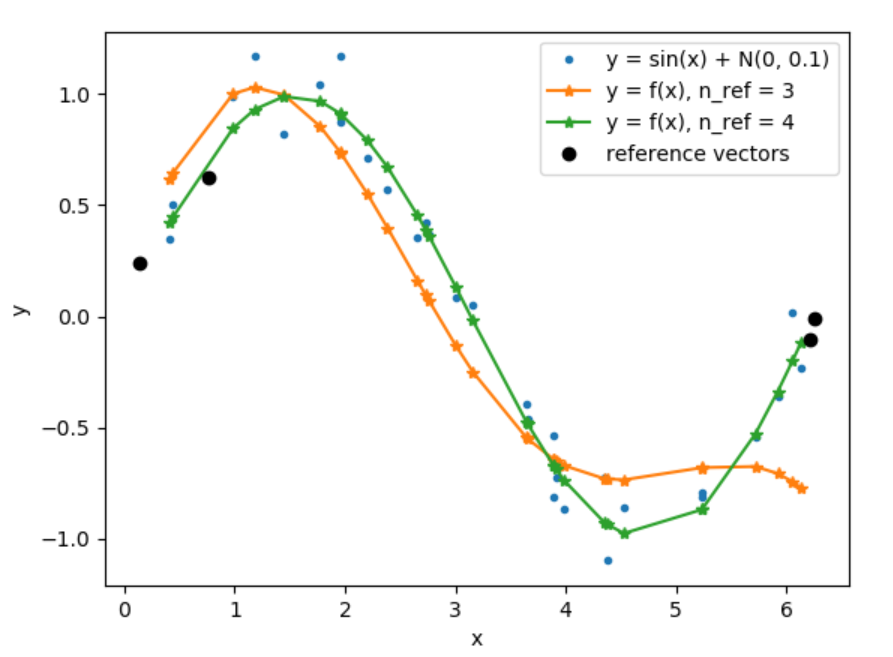 y = sin(x) + N(0, 0.1)
y = f(x), n_ref = 3
y = f(x), n_ref = 4
reference vectors
1.0
0.5
0.0
−0.5
−1.0
y
0 1 2 3 4 5 6
x